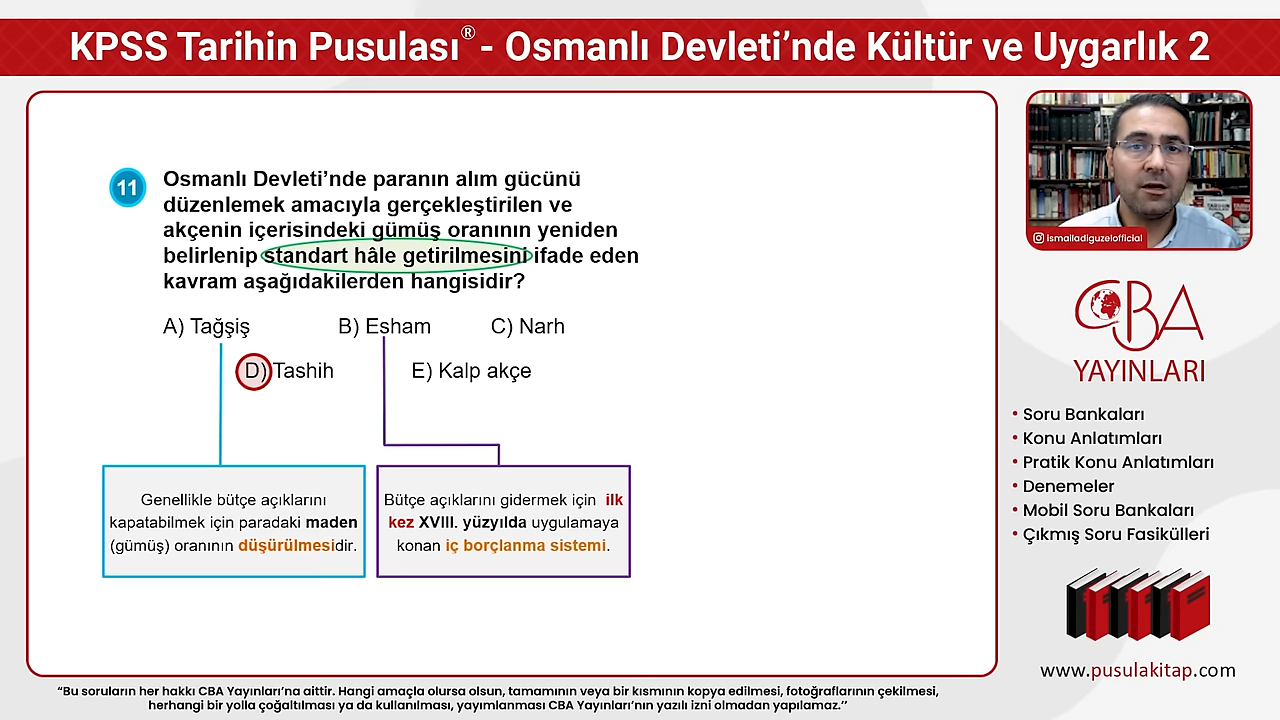 KPSS Tarihin Pusulası® - Osmanlı Devleti’nde Kültür ve Uygarlık 2
11
Osmanlı Devleti’nde paranın alım gücünü
düzenlemek amacıyla gerçekleştirilen ve
akçenin içerisindeki gümüş oranının yeniden
belirlenip standart hâle getirilmesini ifade eden
kavram aşağıdakilerden hangisidir?
A) Tağşiş B) Esham C) Narh
D) Tashih E) Kalp akçe
Genellikle bütçe açıklarını
kapatabilmek için paradaki maden
(gümüş) oranının düşürülmesidir.
Bütçe açıklarını gidermek için ilk
kez XVIII. yüzyılda uygulamaya
konan iç borçlanma sistemi.
ismailadiguzelofficial
CBA
YAYINLARI
• Soru Bankaları
• Konu Anlatımları
• Pratik Konu Anlatımları
• Denemeler
• Mobil Soru Bankaları
• Çıkmış Soru Fasikülleri
www.pusulakitap.com
“Bu soruların her hakkı CBA Yayınları’na aittir. Hangi amaçla olursa olsun, tamamının veya bir kısmının kopya edilmesi, fotoğraflarının çekilmesi,
herhangi bir yolla çoğaltılması ya da kullanılması, yayımlanması CBA Yayınları’nın yazılı izni olmadan yapılamaz.’’